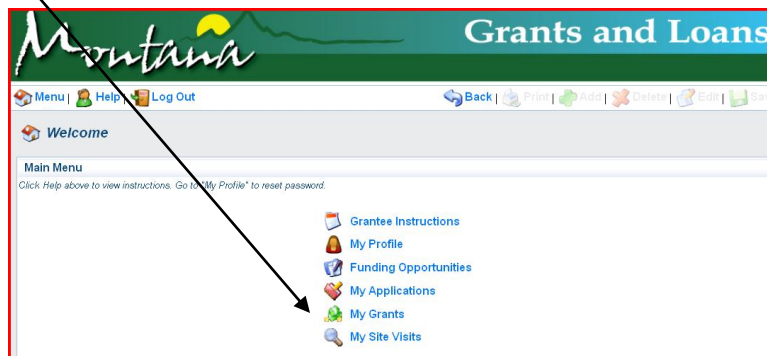 Montana Grants and Loans
Menu | Help | Log Out Back | Print | Add | Delete | Edit | Sav
Welcome
Main Menu
Click Help above to view instructions. Go to "My Profile" to reset password.
Grantee Instructions
My Profile
Funding Opportunities
My Applications
My Grants
My Site Visits